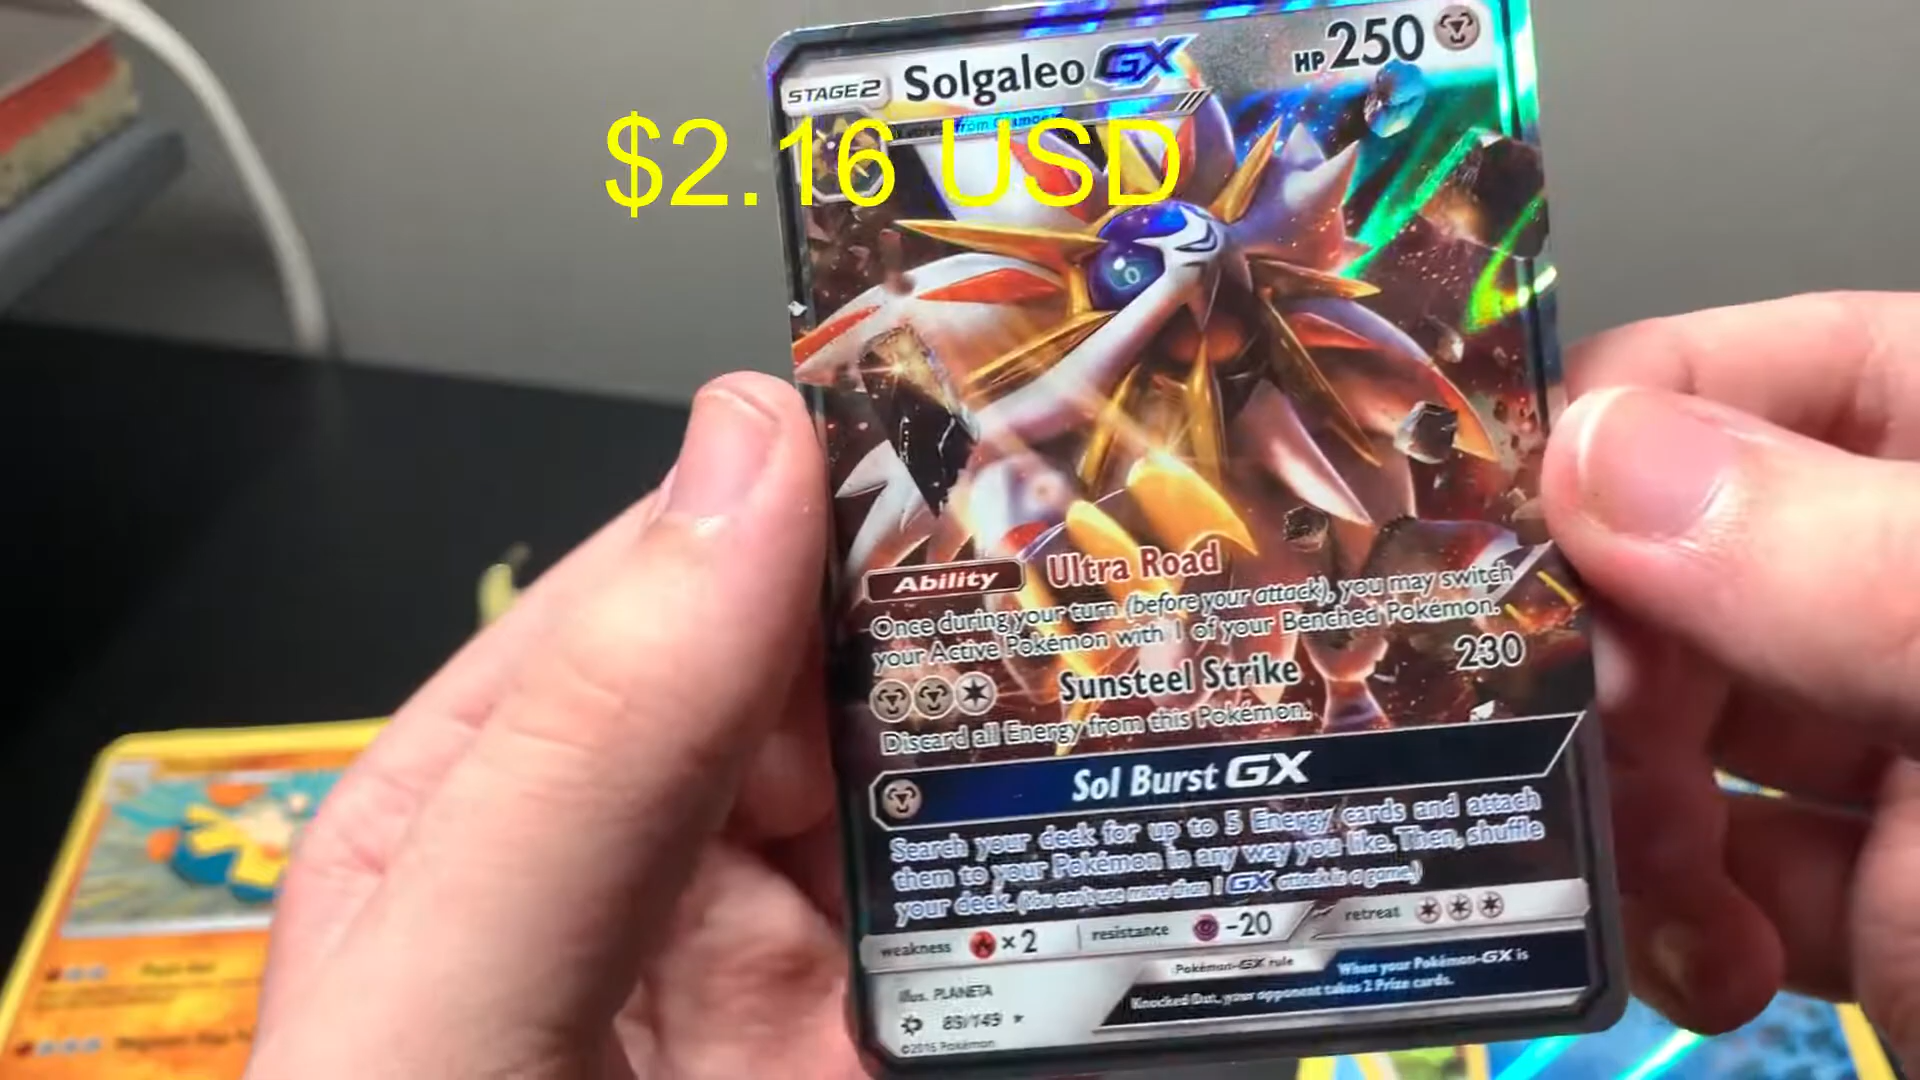 STAGE2 Solgaleo GX HP 250
from
$2.16 USD
Ability Ultra Road
Once during your turn (before your attack), you may switch
your Active Pokémon with 1 of your Benched Pokémon.
Sunsteel Strike 230
Discard all Energy from this Pokémon.
Sol Burst GX
Search your deck for up to 5 Energy cards and attach
them to your Pokémon in any way you like. Then, shuffle
your deck. (You can't use more than 1 GX attack in a game.)
weakness ×2 resistance -20 retreat
Pokémon-GX rule When your Pokémon-GX is
Knocked Out, your opponent takes 2 Prize cards.
illus. PLANETA
89/149
©2016 Pokémon